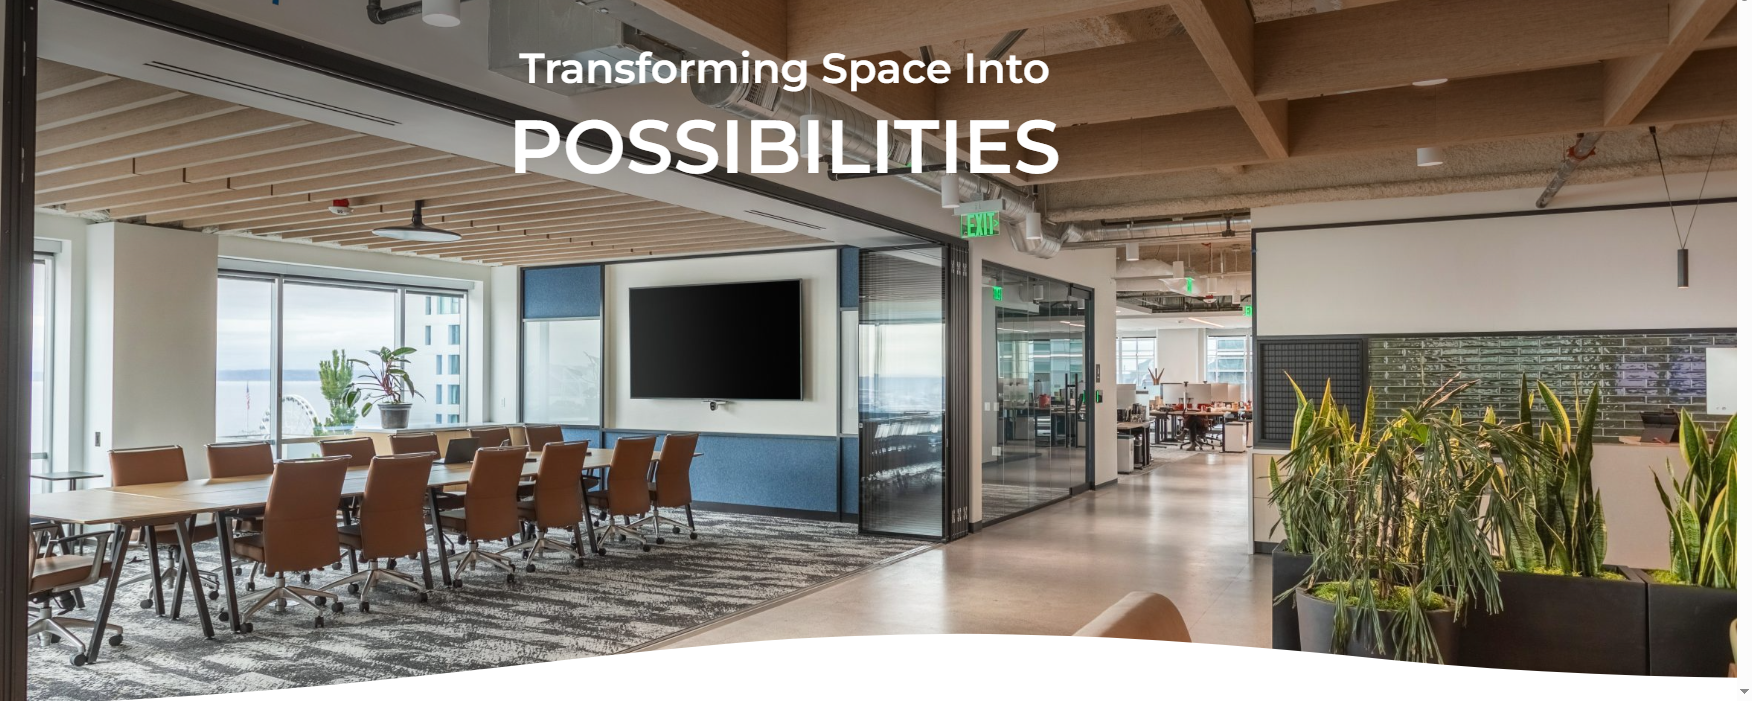 Transforming Space Into
POSSIBILITIES
EXIT